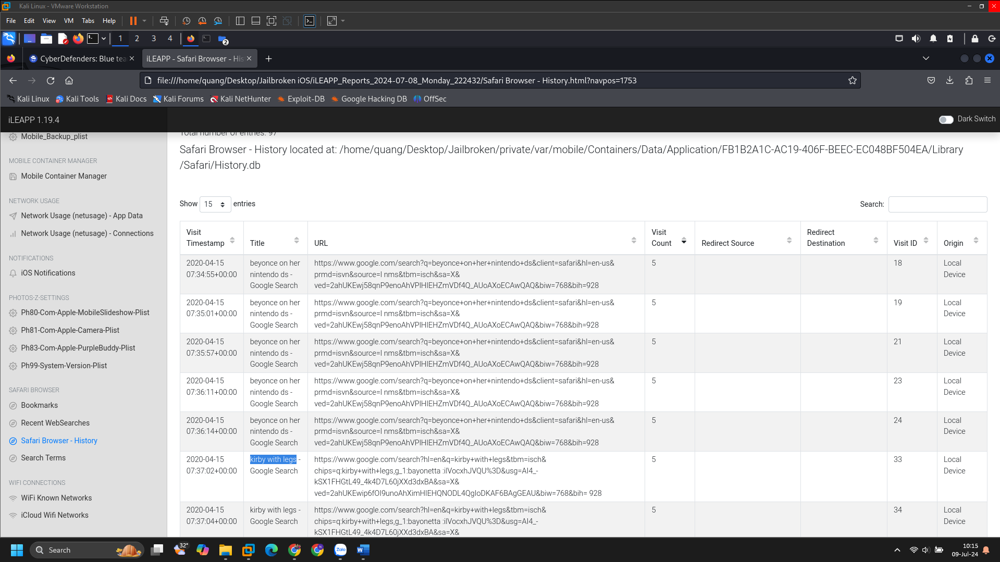 Kali Linux - VMware Workstation
File Edit View VM Tabs Help
1 2 3 4
2
CyberDefenders: Blue tea
iLEAPP - Safari Browser - His
file:///home/quang/Desktop/Jailbroken iOS/iLEAPP_Reports_2024-07-08_Monday_222432/Safari Browser - History.html?navpos=1753
Kali Linux Kali Tools Kali Docs Kali Forums Kali NetHunter Exploit-DB Google Hacking DB OffSec
iLEAPP 1.19.4
Dark Switch
Mobile_Backup_plist
MOBILE CONTAINER MANAGER
Mobile Container Manager
NETWORK USAGE
Network Usage (netusage) - App Data
Network Usage (netusage) - Connections
NOTIFICATIONS
iOS Notifications
PHOTOS-Z-SETTINGS
Ph80-Com-Apple-MobileSlideshow-Plist
Ph81-Com-Apple-Camera-Plist
Ph83-Com-Apple-PurpleBuddy-Plist
Ph99-System-Version-Plist
SAFARI BROWSER
Bookmarks
Recent WebSearches
Safari Browser - History
Search Terms
WIFI CONNECTIONS
WiFi Known Networks
iCloud Wifi Networks
Total number of entries: 97
Safari Browser - History located at: /home/quang/Desktop/Jailbroken/private/var/mobile/Containers/Data/Application/FB1B2A1C-AC19-406F-BEEC-EC048BF504EA/Library
/Safari/History.db
Show 15 entries
Search:
Visit
Timestamp
Title
URL
Visit
Count
Redirect Source
Redirect
Destination
Visit ID
Origin
2020-04-15
07:34:55+00:00
beyonce on her
nintendo ds -
Google Search
https://www.google.com/search?q=beyonce+on+her+nintendo+ds&client=safari&hl=en-us&
prmd=isvn&source=l nms&tbm=isch&sa=X&
ved=2ahUKEwj58qnP9enoAhVPlHIEHZmVDf4Q_AUoAXoECAwQAQ&biw=768&bih=928
5
18
Local
Device
2020-04-15
07:35:01+00:00
beyonce on her
nintendo ds -
Google Search
https://www.google.com/search?q=beyonce+on+her+nintendo+ds&client=safari&hl=en-us&
prmd=isvn&source=l nms&tbm=isch&sa=X&
ved=2ahUKEwj58qnP9enoAhVPlHIEHZmVDf4Q_AUoAXoECAwQAQ&biw=768&bih=928
5
19
Local
Device
2020-04-15
07:35:57+00:00
beyonce on her
nintendo ds -
Google Search
https://www.google.com/search?q=beyonce+on+her+nintendo+ds&client=safari&hl=en-us&
prmd=isvn&source=l nms&tbm=isch&sa=X&
ved=2ahUKEwj58qnP9enoAhVPlHIEHZmVDf4Q_AUoAXoECAwQAQ&biw=768&bih=928
5
21
Local
Device
2020-04-15
07:36:11+00:00
beyonce on her
nintendo ds -
Google Search
https://www.google.com/search?q=beyonce+on+her+nintendo+ds&client=safari&hl=en-us&
prmd=isvn&source=l nms&tbm=isch&sa=X&
ved=2ahUKEwj58qnP9enoAhVPlHIEHZmVDf4Q_AUoAXoECAwQAQ&biw=768&bih=928
5
23
Local
Device
2020-04-15
07:36:14+00:00
beyonce on her
nintendo ds -
Google Search
https://www.google.com/search?q=beyonce+on+her+nintendo+ds&client=safari&hl=en-us&
prmd=isvn&source=l nms&tbm=isch&sa=X&
ved=2ahUKEwj58qnP9enoAhVPlHIEHZmVDf4Q_AUoAXoECAwQAQ&biw=768&bih=928
5
24
Local
Device
2020-04-15
07:37:02+00:00
kirby with legs -
Google Search
https://www.google.com/search?hl=en&q=kirby+with+legs&tbm=isch&
chips=q:kirby+with+legs,g_1:bayonetta :ilVocxhJVQU%3D&usg=AI4_-
kSX1FHGtL49_4k4D7L60jXXd3dxBA&sa=X&
ved=2ahUKEwip6fOI9unoAhXimHIEHQNODL4QgIoDKAF6BAgGEAU&biw=768&bih= 928
5
33
Local
Device
2020-04-15
07:37:04+00:00
kirby with legs -
Google Search
https://www.google.com/search?hl=en&q=kirby+with+legs&tbm=isch&
chips=q:kirby+with+legs,g_1:bayonetta :ilVocxhJVQU%3D&usg=AI4_-
kSX1FHGtL49_4k4D7L60jXXd3dxBA&sa=X&
5
34
Local
Device
Search
32°
Zalo
10:15
09-Jul-24